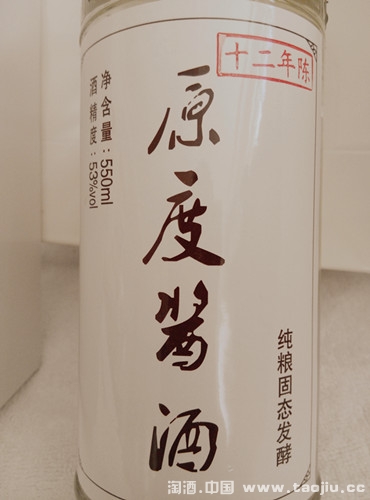 十二年陈
原度酱酒
净含量:550ml
酒精度:53%vol
纯粮固态发酵
淘酒.中国 www.taojiu.cc